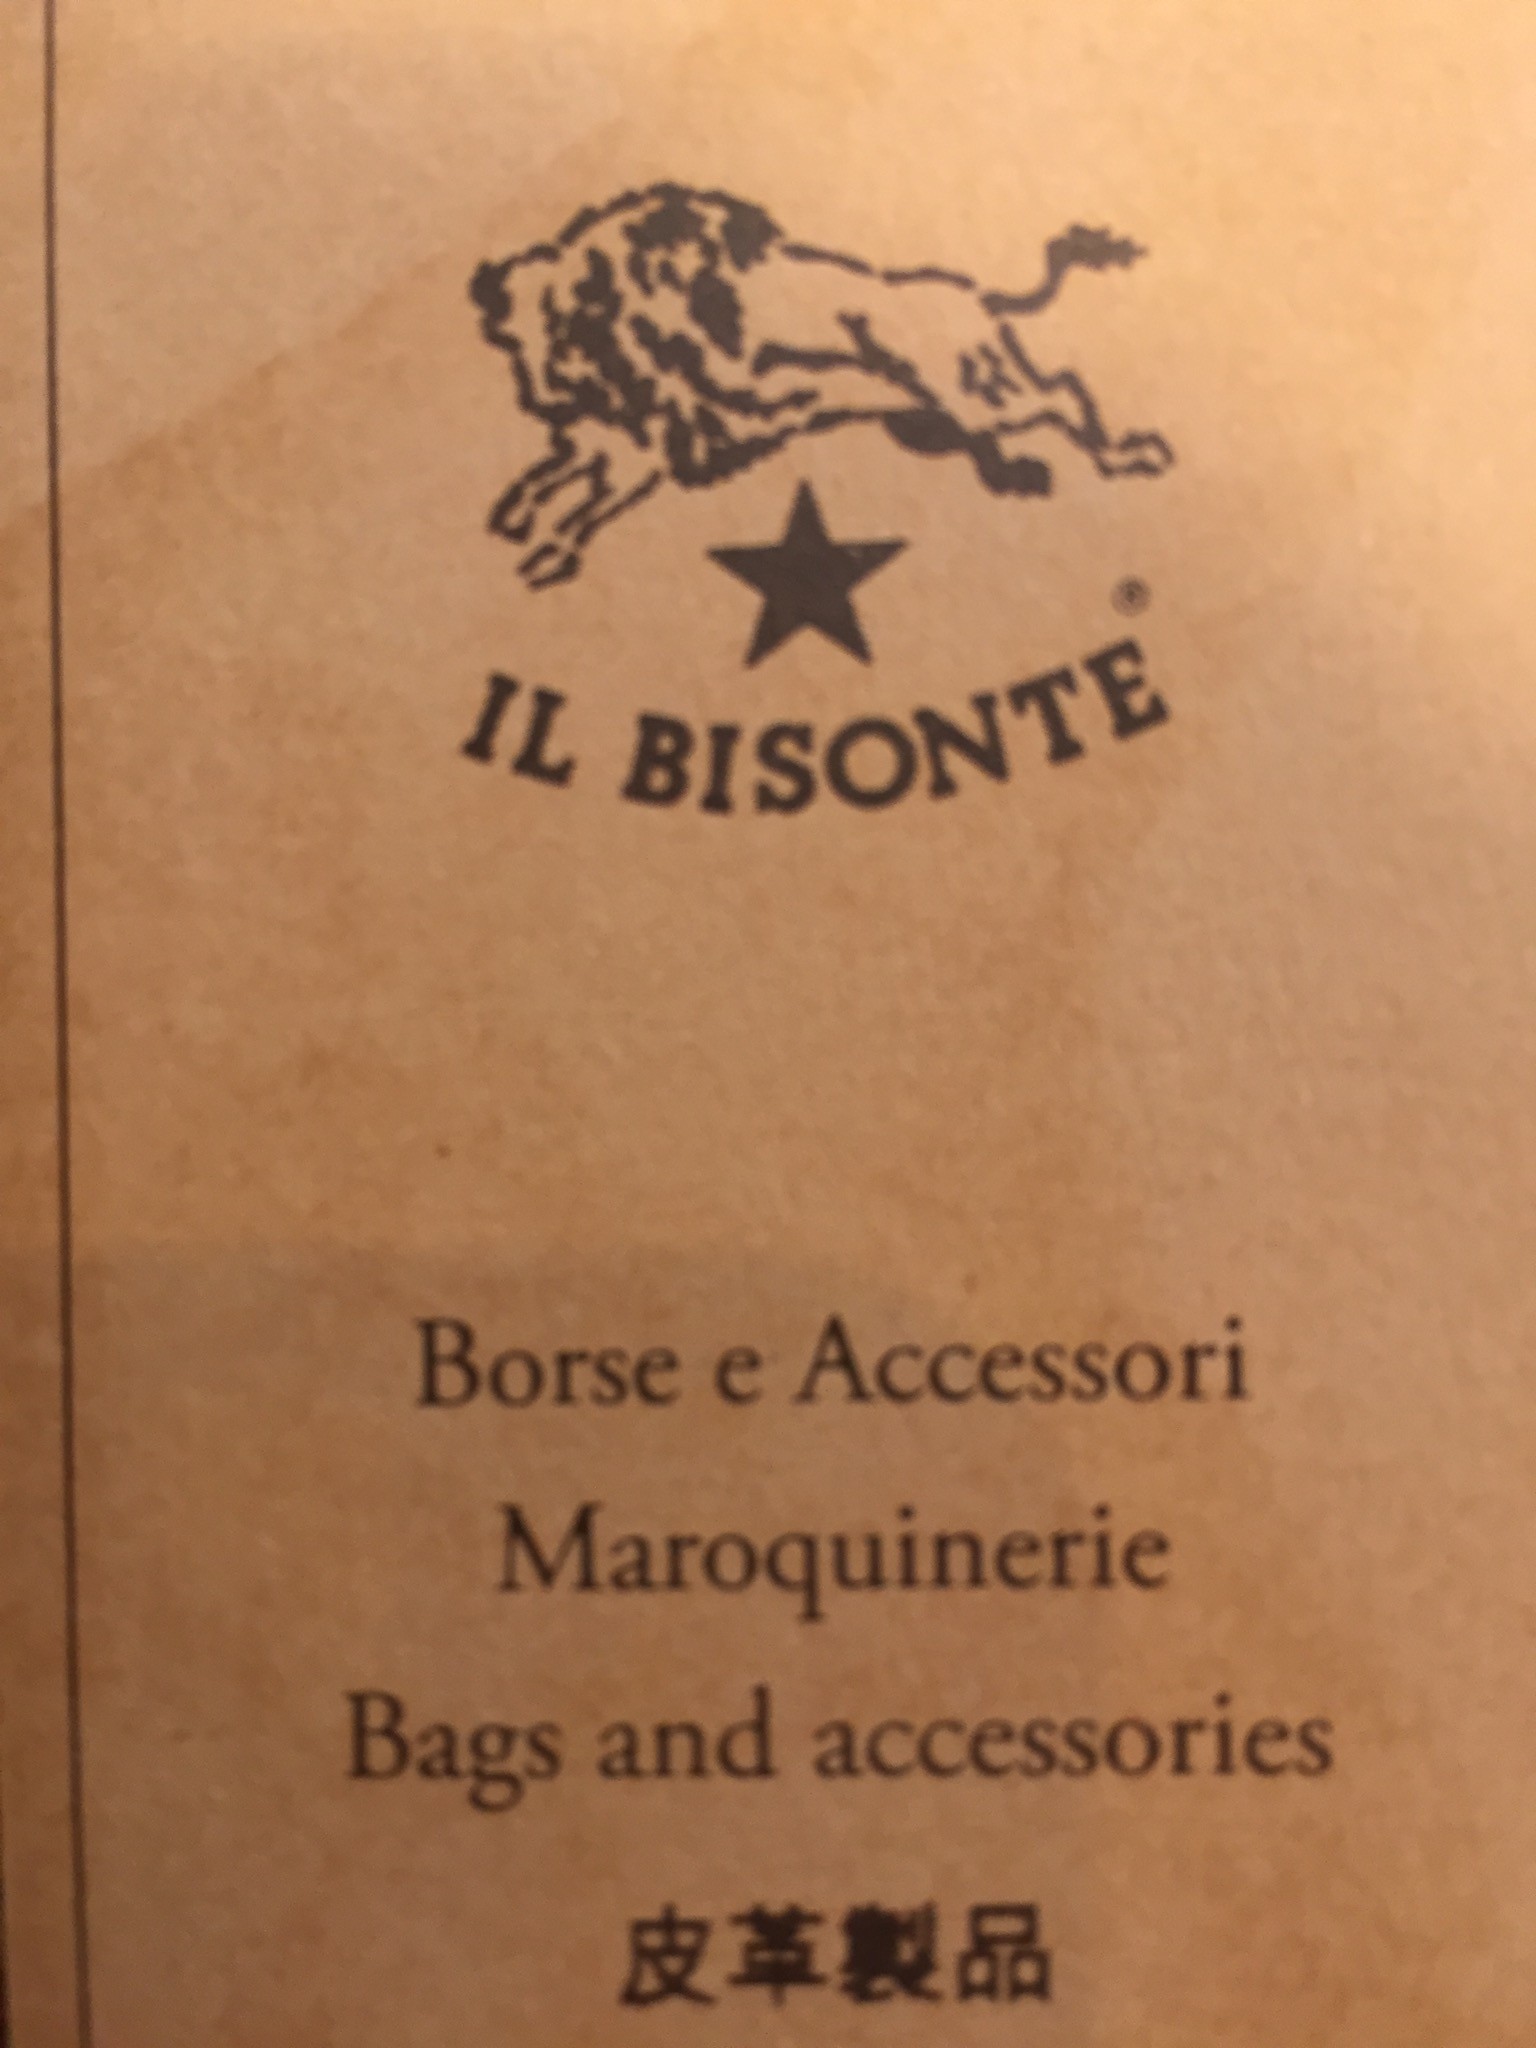 ®
IL BISONTE
Borse e Accessori
Maroquinerie
Bags and accessories
皮革製品